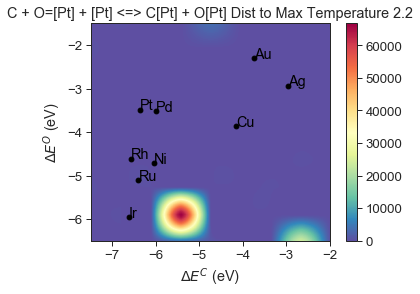 C + O=[Pt] + [Pt] <=> C[Pt] + O[Pt] Dist to Max Temperature 2.2
−2
−3
−4
−5
−6
ΔE^O (eV)
Au
Ag
Pt
Pd
Cu
Rh
Ni
Ru
Ir
−7
−6
−5
−4
−3
−2
ΔE^C (eV)
60000
50000
40000
30000
20000
10000
0